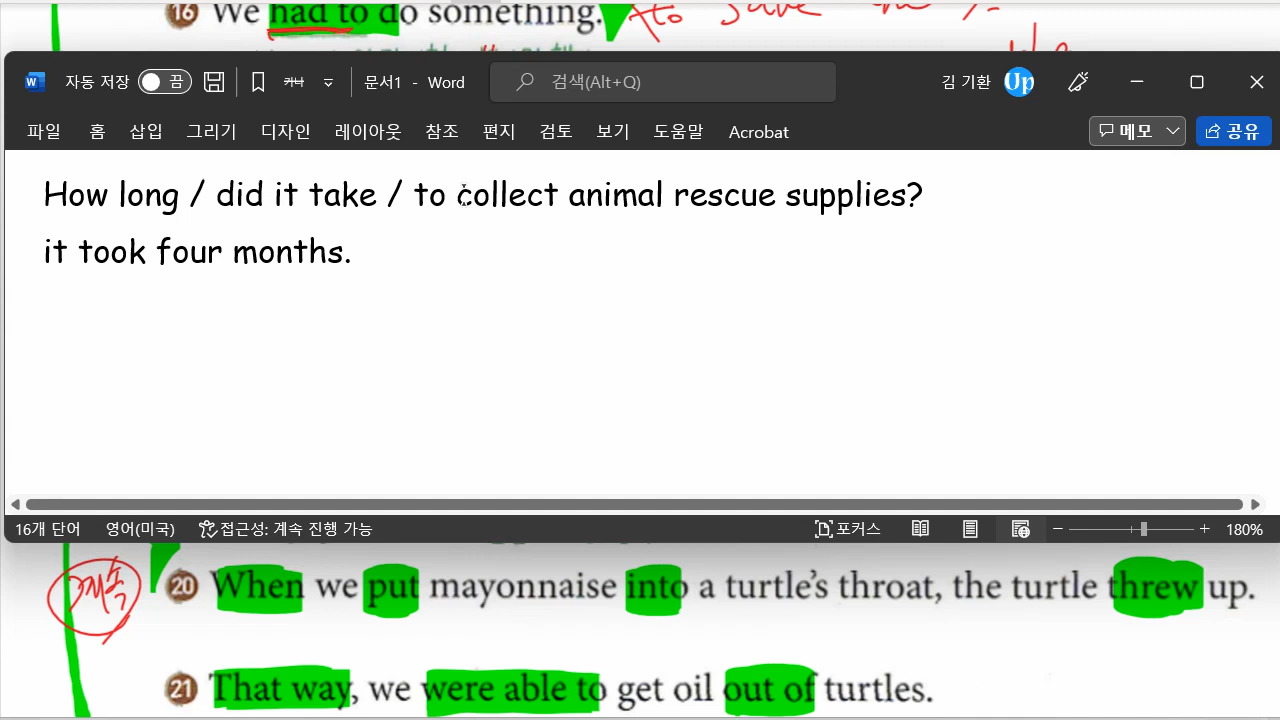 16 We had to do something. to save the
자동 저장 끔 가나 문서1 - Word 검색(Alt+Q) 김 기환 Up
파일 홈 삽입 그리기 디자인 레이아웃 참조 편지 검토 보기 도움말 Acrobat 메모 공유
How long / did it take / to collect animal rescue supplies?
it took four months.
16개 단어 영어(미국) 접근성: 계속 진행 가능 포커스 180%
계속 20 When we put mayonnaise into a turtle's throat, the turtle threw up.
21 That way, we were able to get oil out of turtles.